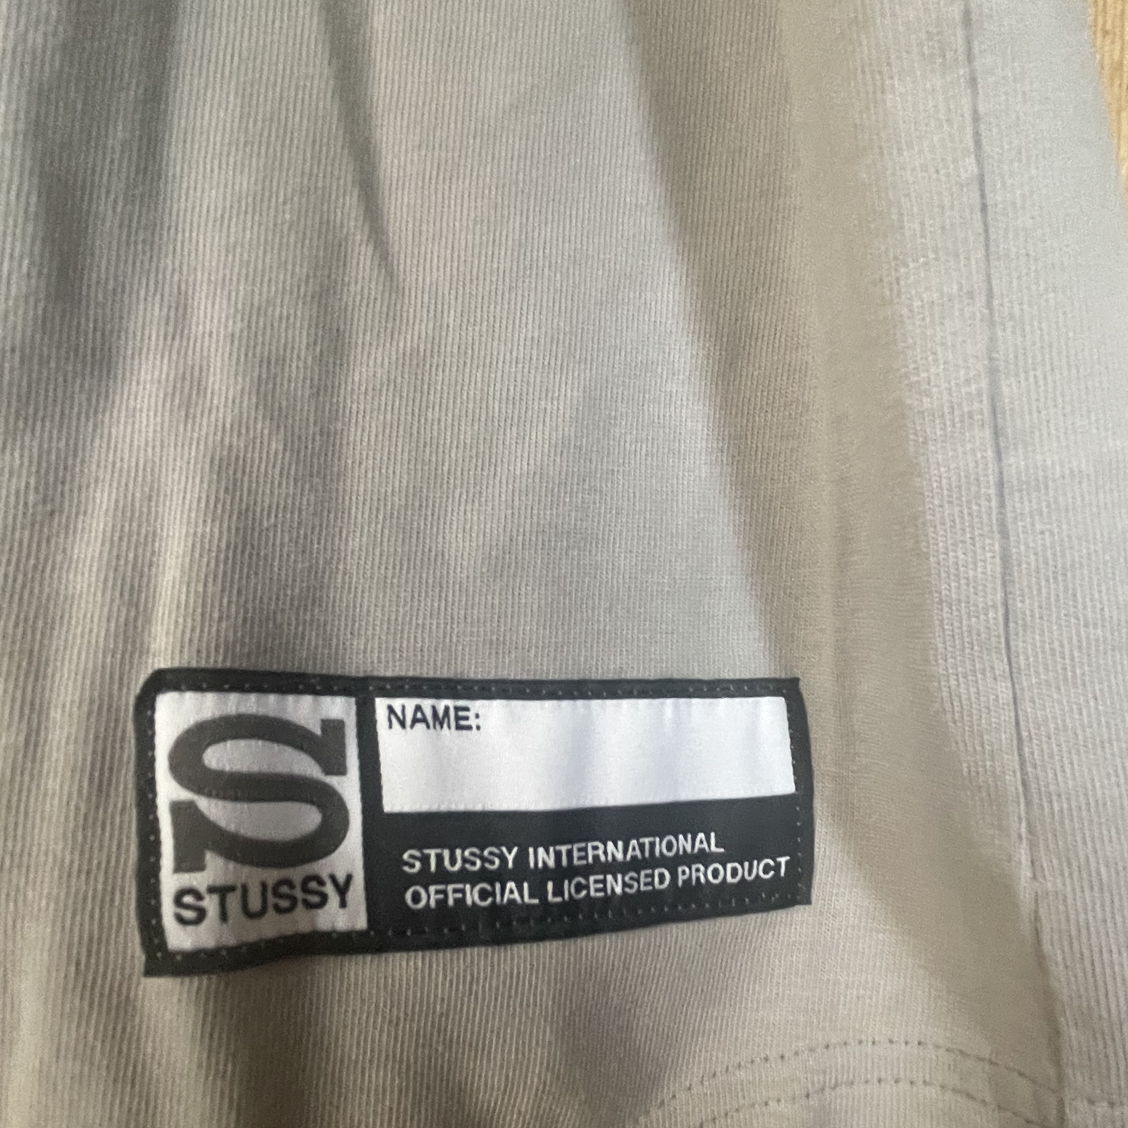 S
STUSSY
NAME:
STUSSY INTERNATIONAL
OFFICIAL LICENSED PRODUCT